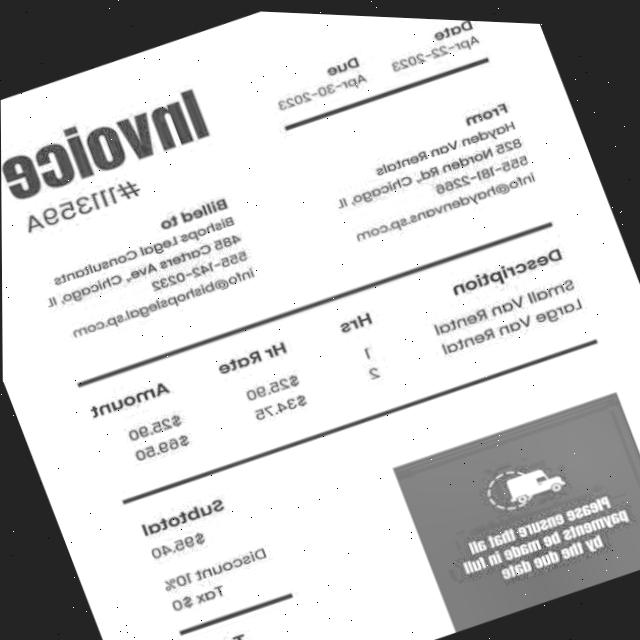 Date
Apr-22-2023
Due
Apr-30-2023
Invoice
#111359A
From
Hayden Van Rentals
825 Norden Rd, Chicago, IL
555-181-2266
info@haydenvans.sp.com
Billed to
Bishops Legal Consultants
485 Carters Ave, Chicago, IL
555-142-0232
info@bishopslegal.sp.com
Description Hrs Hr Rate Amount
Small Van Rental 1 $25.90 $25.90
Large Van Rental 2 $34.75 $69.50
Please ensure that all
payments be made in full
by the due date
Subtotal
$95.40
Discount 10%
Tax $0